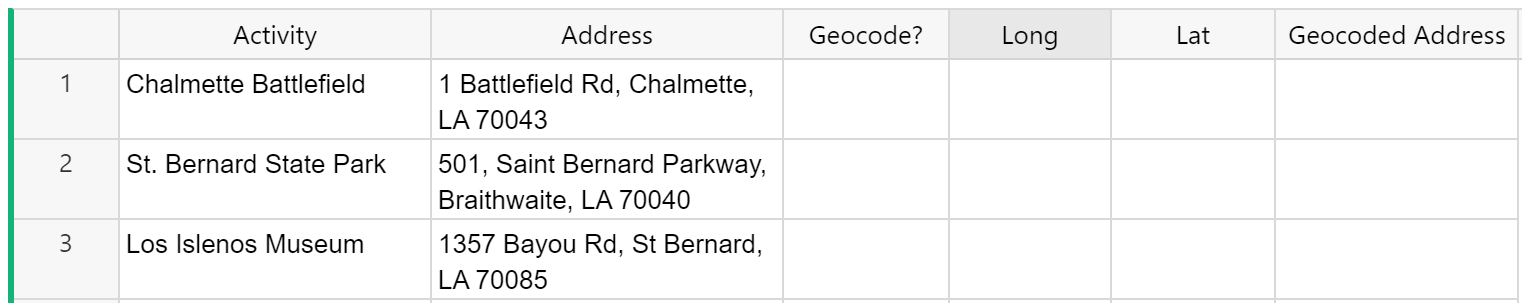 Activity Address Geocode? Long Lat Geocoded Address
1 Chalmette Battlefield 1 Battlefield Rd, Chalmette,
LA 70043
2 St. Bernard State Park 501, Saint Bernard Parkway,
Braithwaite, LA 70040
3 Los Islenos Museum 1357 Bayou Rd, St Bernard,
LA 70085